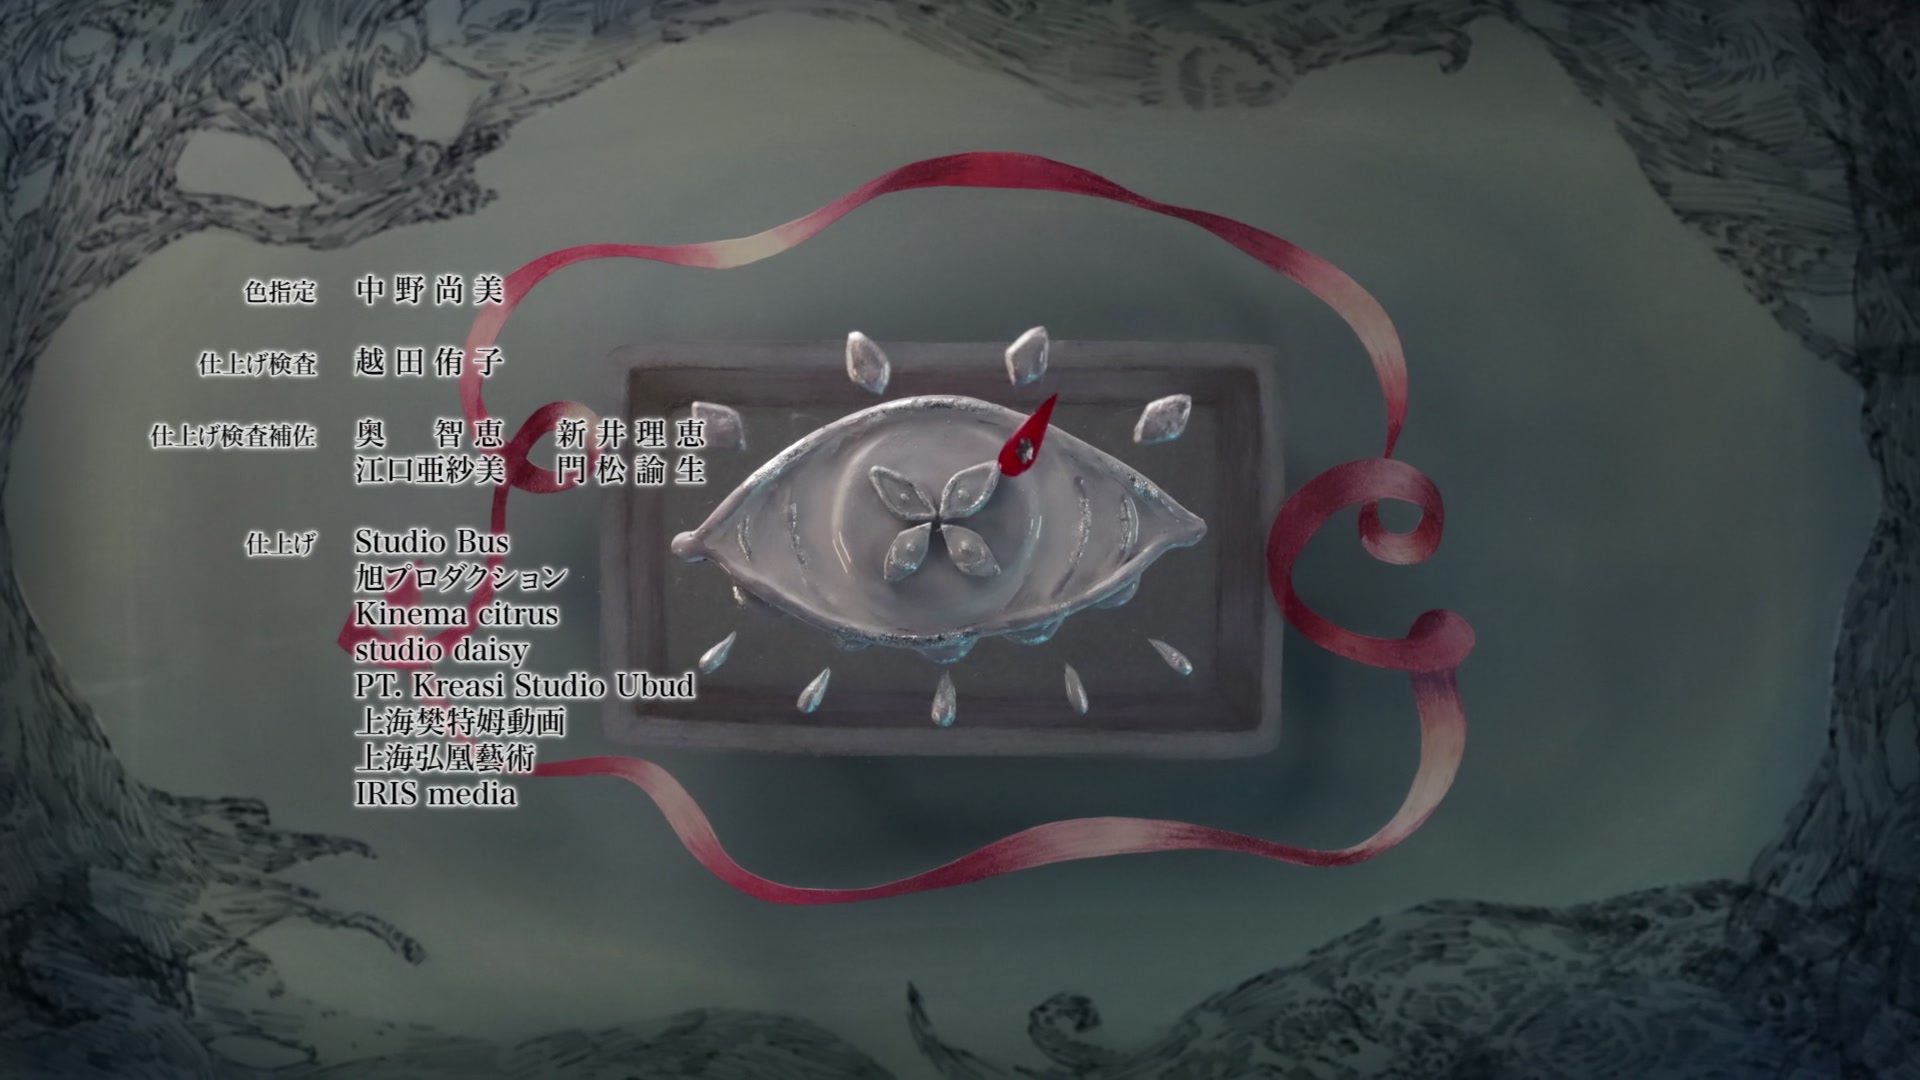 色指定 中野尚美
仕上げ検査 越田侑子
仕上げ検査補佐 奥 智恵 新井理恵
江口亜紗美 門松諭生
仕上げ Studio Bus
旭プロダクション
Kinema citrus
studio daisy
PT. Kreasi Studio Ubud
上海樊特姆動画
上海弘凰藝術
IRIS media